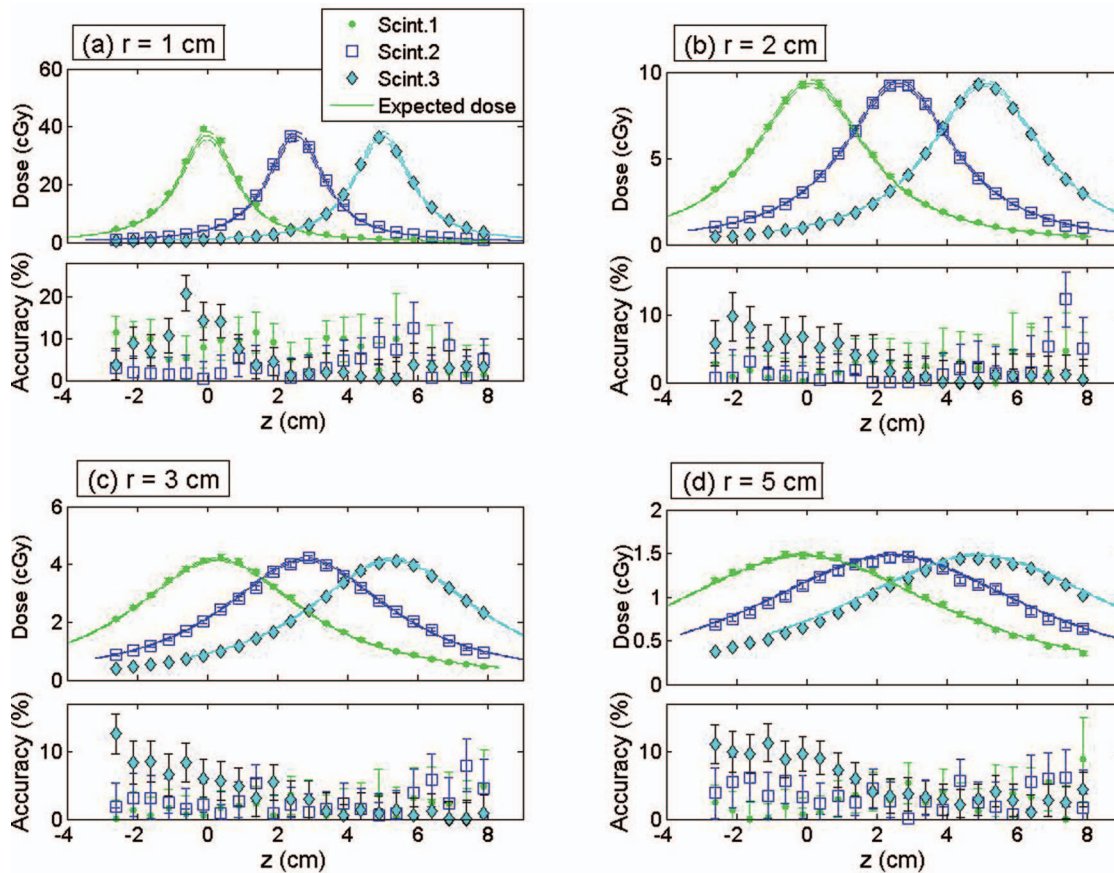 (a) r = 1 cm
Scint.1
Scint.2
Scint.3
Expected dose
Dose (cGy)
60
40
20
0
Accuracy (%)
20
10
0
-4 -2 0 2 4 6 8
z (cm)
(b) r = 2 cm
Dose (cGy)
10
5
0
Accuracy (%)
10
0
-4 -2 0 2 4 6 8
z (cm)
(c) r = 3 cm
Dose (cGy)
6
4
2
0
Accuracy (%)
10
0
-4 -2 0 2 4 6 8
z (cm)
(d) r = 5 cm
Dose (cGy)
2
1.5
1
0.5
0
Accuracy (%)
10
0
-4 -2 0 2 4 6 8
z (cm)